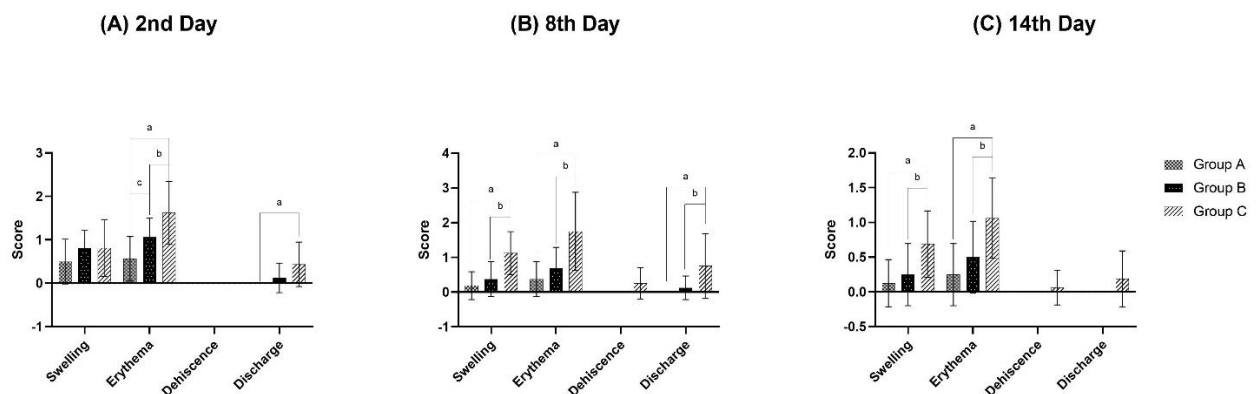 (A) 2nd Day
(B) 8th Day
(C) 14th Day
Score
3
2
1
0
-1
a
b
c
a
Swelling
Erythema
Dehiscence
Discharge
Score
4
3
2
1
0
-1
a
b
a
b
a
b
Swelling
Erythema
Dehiscence
Discharge
Score
2.0
1.5
1.0
0.5
0.0
-0.5
a
b
a
b
Swelling
Erythema
Dehiscence
Discharge
Group A
Group B
Group C